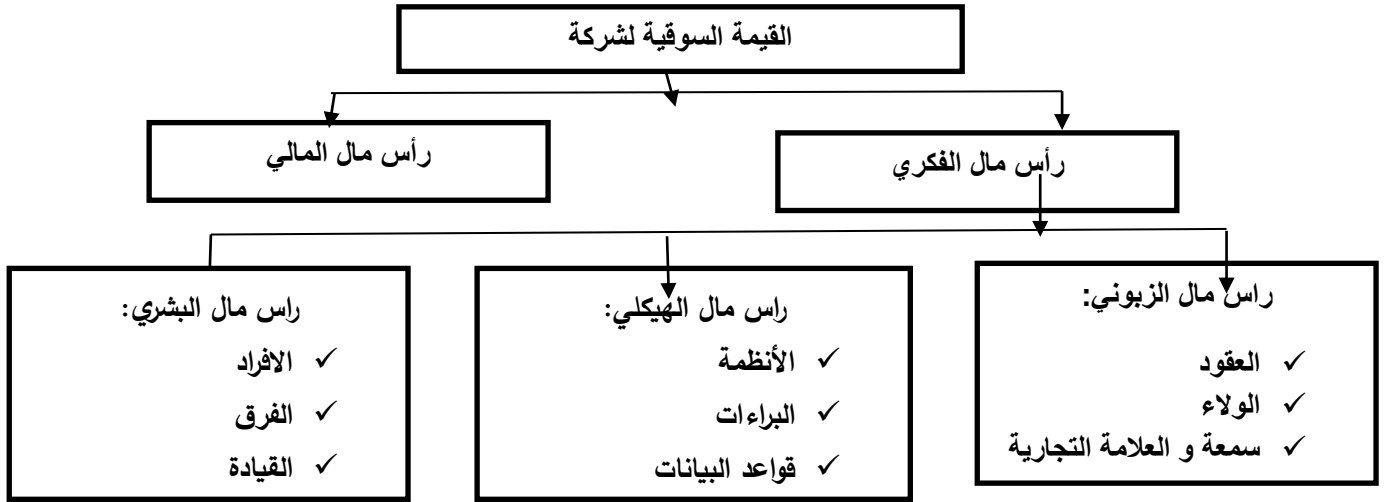 القيمة السوقية لشركة
رأس مال الفكري
رأس مال المالي
راس مال الزبوني:
✓ العقود
✓ الولاء
✓ سمعة و العلامة التجارية
راس مال الهيكلي:
✓ الأنظمة
✓ البراءات
✓ قواعد البيانات
راس مال البشري:
✓ الافراد
✓ الفرق
✓ القيادة